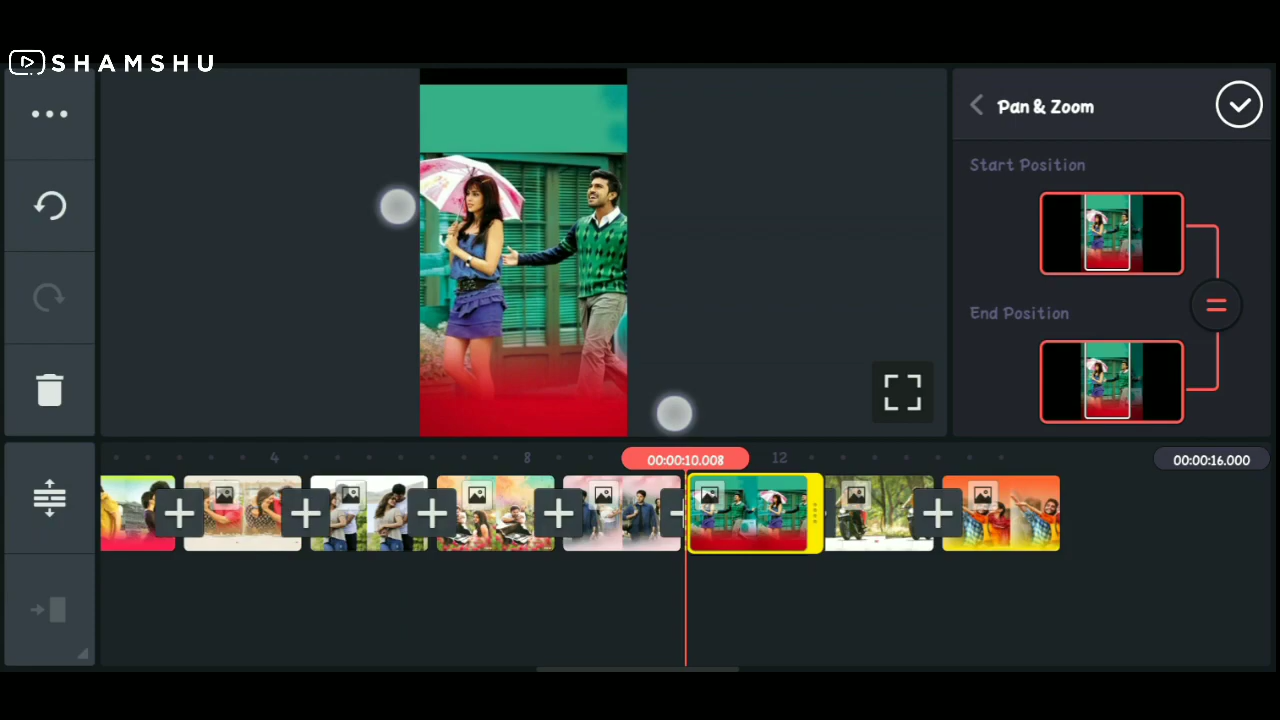 SHAMSHU
Pan & Zoom
Start Position
End Position
4
8
12
00:00:10.008
00:00:16.000